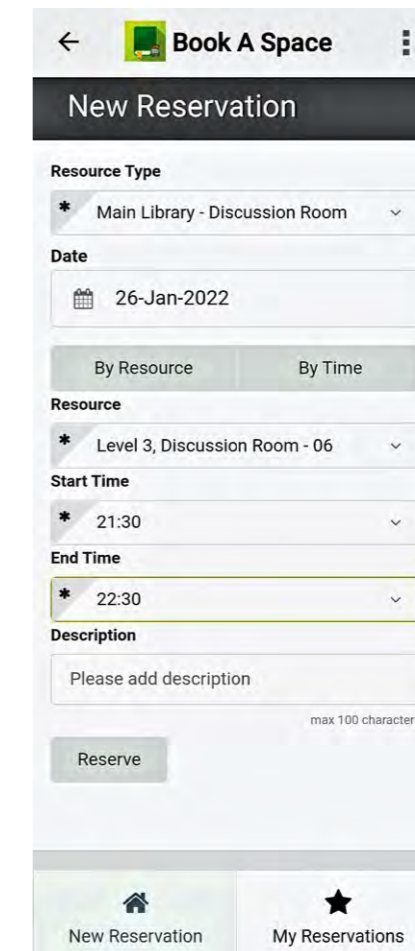 Book A Space
New Reservation
Resource Type
* Main Library - Discussion Room
Date
26-Jan-2022
By Resource By Time
Resource
* Level 3, Discussion Room - 06
Start Time
* 21:30
End Time
* 22:30
Description
Please add description
max 100 character
Reserve
New Reservation My Reservations